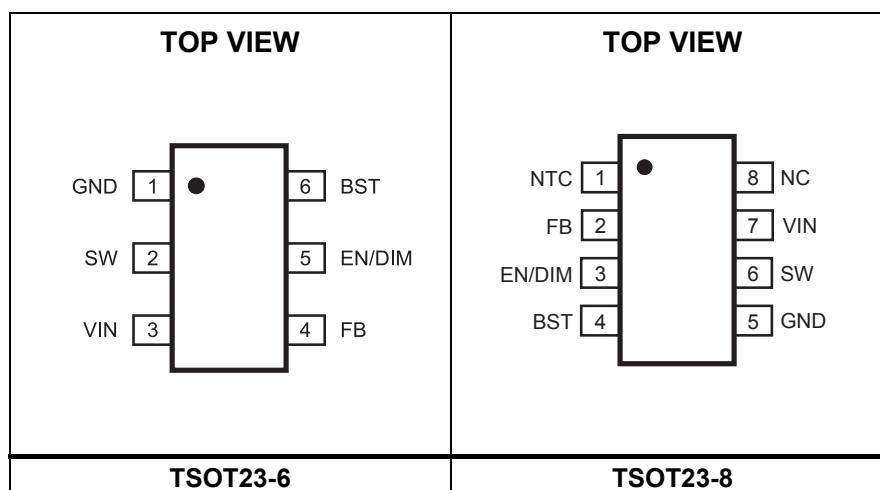 TOP VIEW
GND 1 6 BST
SW 2 5 EN/DIM
VIN 3 4 FB
TSOT23-6
TOP VIEW
NTC 1 8 NC
FB 2 7 VIN
EN/DIM 3 6 SW
BST 4 5 GND
TSOT23-8